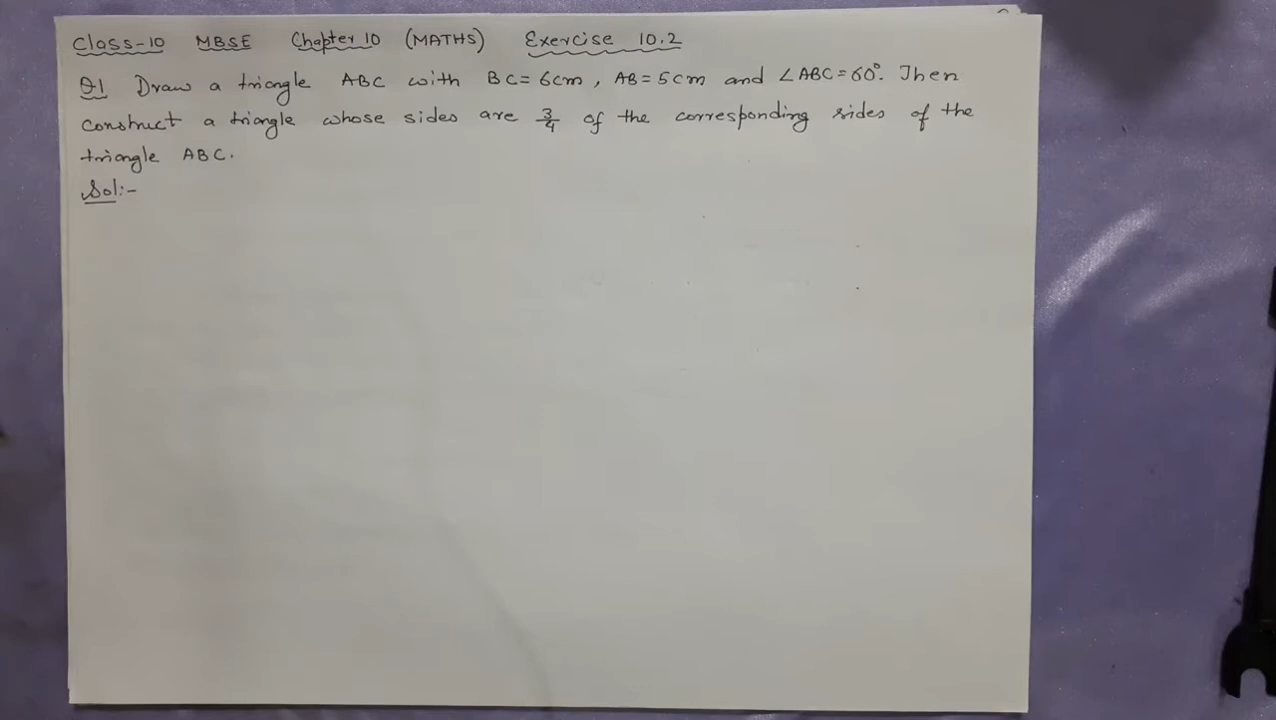 Class-10 MBSE Chapter 10 (MATHS) Exercise 10.2
Q1 Draw a triangle ABC with BC = 6cm, AB = 5cm and ∠ABC = 60°. Then
construct a triangle whose sides are 3/4 of the corresponding sides of the
triangle ABC.
Sol:-